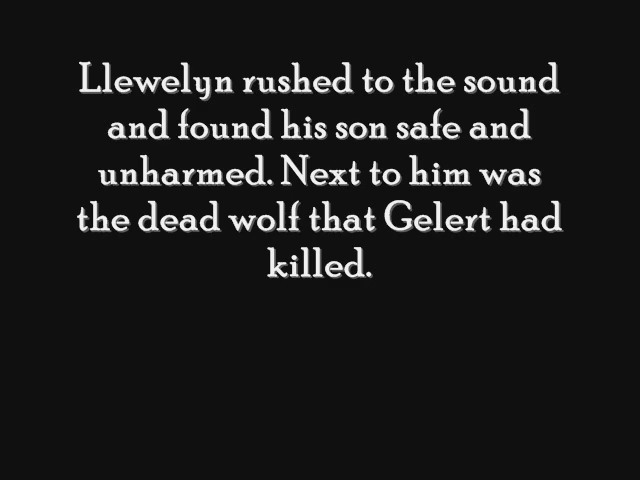 Llewelyn rushed to the sound
and found his son safe and
unharmed. Next to him was
the dead wolf that Gelert had
killed.